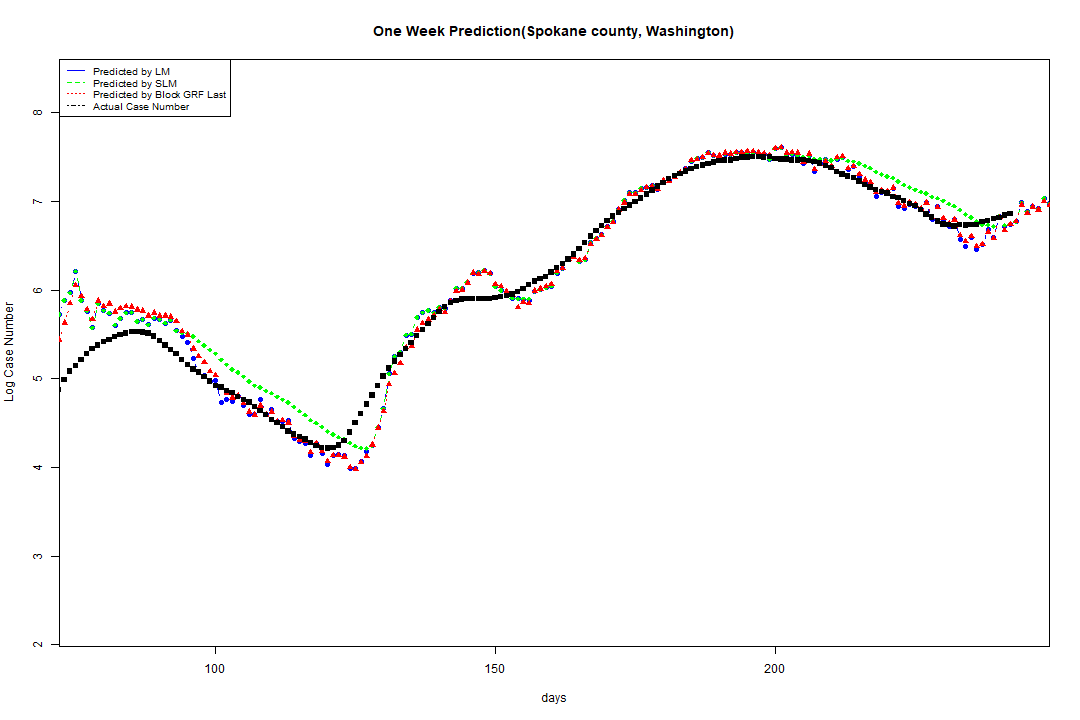 One Week Prediction(Spokane county, Washington)
Predicted by LM
Predicted by SLM
Predicted by Block GRF Last
Actual Case Number
8
7
6
5
4
3
2
Log Case Number
100
150
200
days